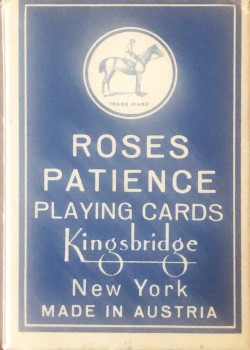 TRADE MARK
ROSES
PATIENCE
PLAYING CARDS
Kingsbridge
New York
MADE IN AUSTRIA